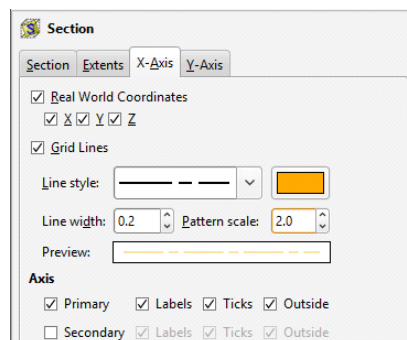 Section
Section Extents X-Axis Y-Axis
Real World Coordinates
X Y Z
Grid Lines
Line style:
Line width: 0.2 Pattern scale: 2.0
Preview:
Axis
Primary Labels Ticks Outside
Secondary Labels Ticks Outside